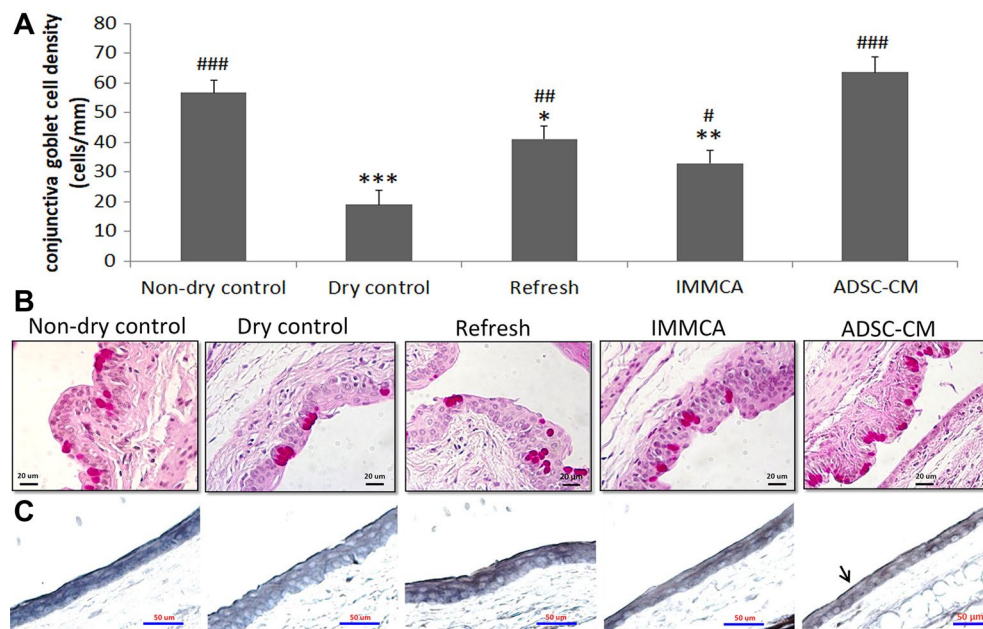 A
conjunctiva goblet cell density
(cells/mm)
80
70
60
50
40
30
20
10
0
###
***
##
*
#
**
###
Non-dry control
Dry control
Refresh
IMMCA
ADSC-CM
B
Non-dry control
Dry control
Refresh
IMMCA
ADSC-CM
20 um
20 um
20 um
20 um
20 um
C
50 um
50 um
50 um
50 um
50 μm